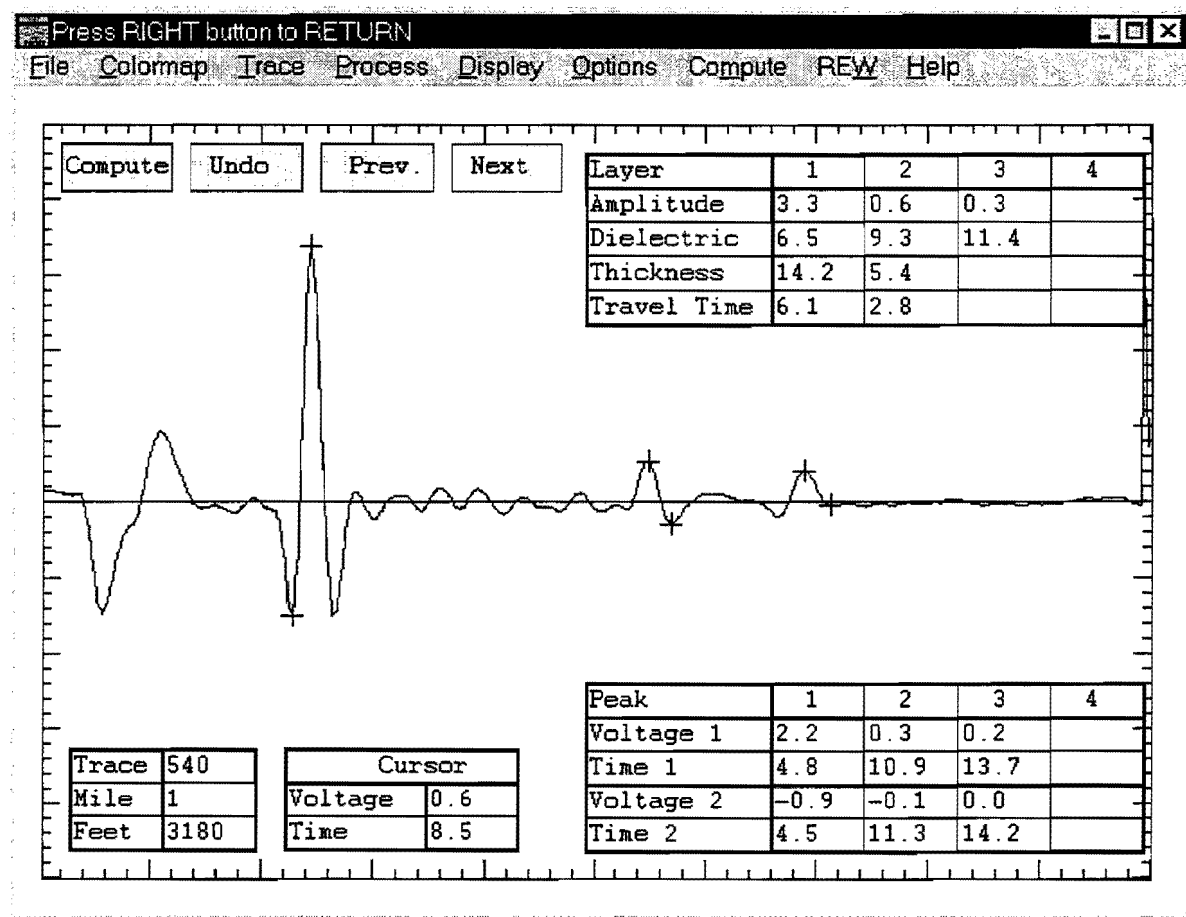 Press RIGHT button to RETURN
File Colormap Trace Process Display Options Compute REW Help
Compute Undo Prev. Next
Layer 1 2 3 4
Amplitude 3.3 0.6 0.3
Dielectric 6.5 9.3 11.4
Thickness 14.2 5.4
Travel Time 6.1 2.8
Peak 1 2 3 4
Voltage 1 2.2 0.3 0.2
Time 1 4.8 10.9 13.7
Voltage 2 -0.9 -0.1 0.0
Time 2 4.5 11.3 14.2
Trace 540
Mile 1
Feet 3180
Cursor
Voltage 0.6
Time 8.5